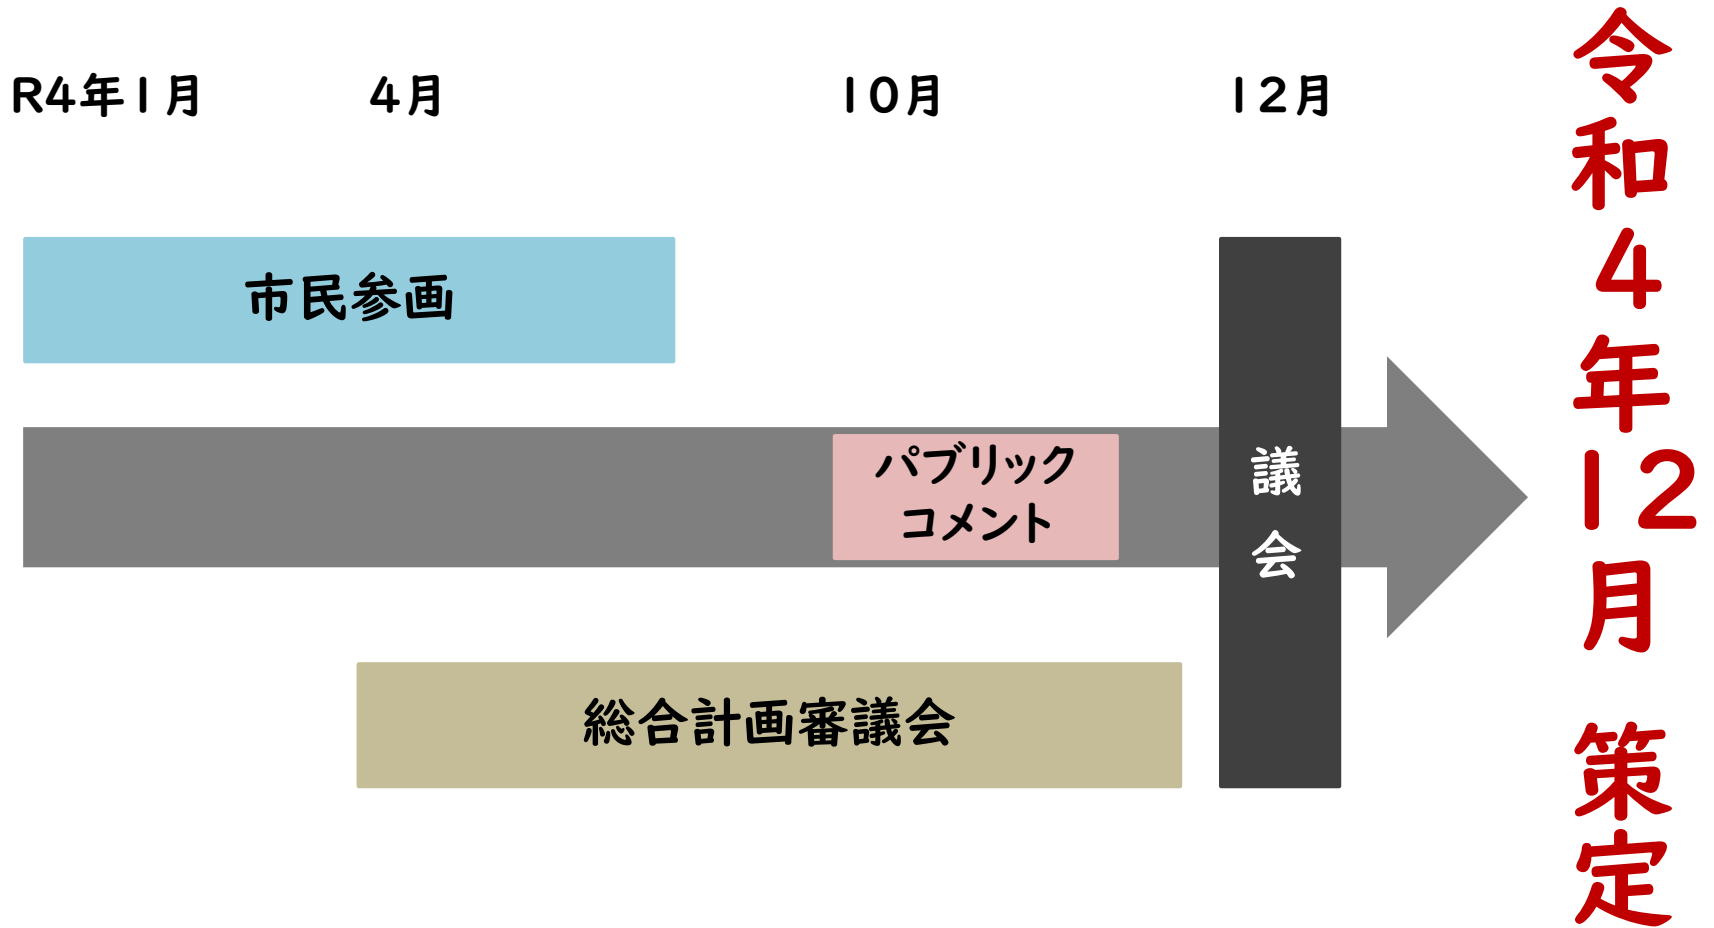 R4年1月
4月
10月
12月
市民参画
パブリック
コメント
議会
総合計画審議会
令和4年12月 策定